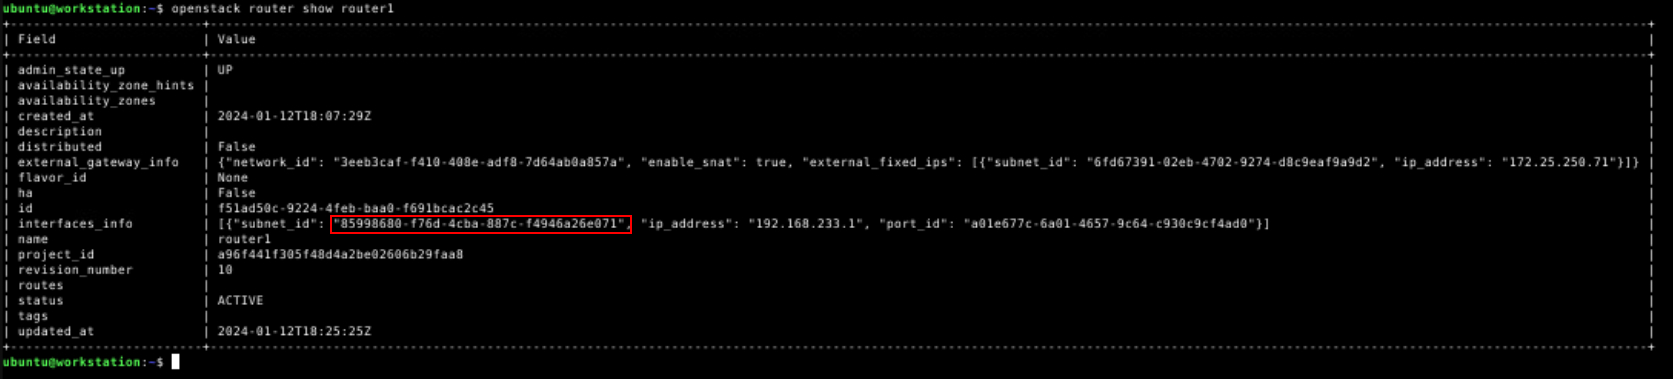 ubuntu@workstation:~$ openstack router show router1
| Field | Value |
| admin_state_up | UP |
| availability_zone_hints | |
| availability_zones | |
| created_at | 2024-01-12T18:07:29Z |
| description | |
| distributed | False |
| external_gateway_info | {"network_id": "3eeb3caf-f410-408e-adf8-7d64ab0a857a", "enable_snat": true, "external_fixed_ips": [{"subnet_id": "6fd67391-02eb-4702-9274-d8c9eaf9a9d2", "ip_address": "172.25.250.71"}]} |
| flavor_id | None |
| ha | False |
| id | f51ad50c-9224-4feb-baa0-f691bcac2c45 |
| interfaces_info | [{"subnet_id": "85998680-f76d-4cba-887c-f4946a26e071", "ip_address": "192.168.233.1", "port_id": "a01e677c-6a01-4657-9c64-c930c9cf4ad0"}] |
| name | router1 |
| project_id | a96f441f305f48d4a2be02606b29faa8 |
| revision_number | 10 |
| routes | |
| status | ACTIVE |
| tags | |
| updated_at | 2024-01-12T18:25:25Z |
ubuntu@workstation:~$